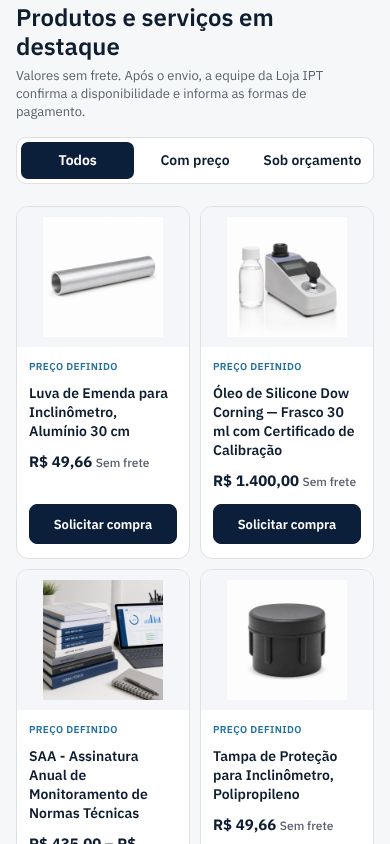 Produtos e serviços em
destaque
Valores sem frete. Após o envio, a equipe da Loja IPT
confirma a disponibilidade e informa as formas de
pagamento.
Todos
Com preço
Sob orçamento
PREÇO DEFINIDO
Luva de Emenda para
Inclinômetro,
Alumínio 30 cm
R$ 49,66 Sem frete
Solicitar compra
PREÇO DEFINIDO
Óleo de Silicone Dow
Corning — Frasco 30
ml com Certificado de
Calibração
R$ 1.400,00 Sem frete
Solicitar compra
PREÇO DEFINIDO
SAA - Assinatura
Anual de
Monitoramento de
Normas Técnicas
R$ 435,00 – R$
PREÇO DEFINIDO
Tampa de Proteção
para Inclinômetro,
Polipropileno
R$ 49,66 Sem frete